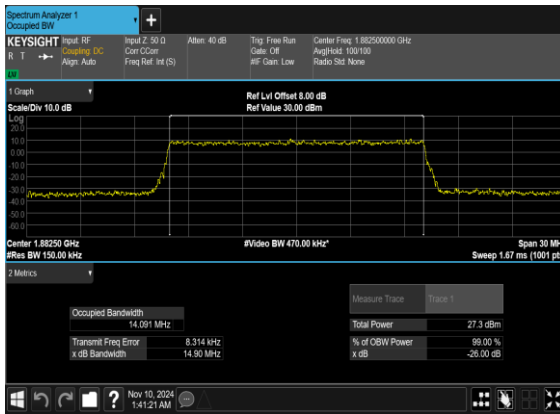 Spectrum Analyzer 1
Occupied BW
KEYSIGHT Input: RF Input Z: 50 Ω Atten: 40 dB Trig: Free Run Center Freq: 1.882500000 GHz
R T Coupling: DC Corr CCorr Gate: Off Avg|Hold: 100/100
Align: Auto Freq Ref: Int (S) #IF Gain: Low Radio Std: None
1 Graph
Ref Lvl Offset 8.00 dB
Scale/Div 10.0 dB Ref Value 30.00 dBm
Log
20.0
10.0
0.00
-10.0
-20.0
-30.0
-40.0
-50.0
-60.0
Center 1.88250 GHz #Video BW 470.00 kHz* Span 30 MH
#Res BW 150.00 kHz Sweep 1.67 ms (1001 pt
2 Metrics
Measure Trace Trace 1
Occupied Bandwidth
14.091 MHz Total Power 27.3 dBm
Transmit Freq Error 8.314 kHz % of OBW Power 99.00 %
x dB Bandwidth 14.90 MHz x dB -26.00 dB
Nov 10, 2024
1:41:21 AM